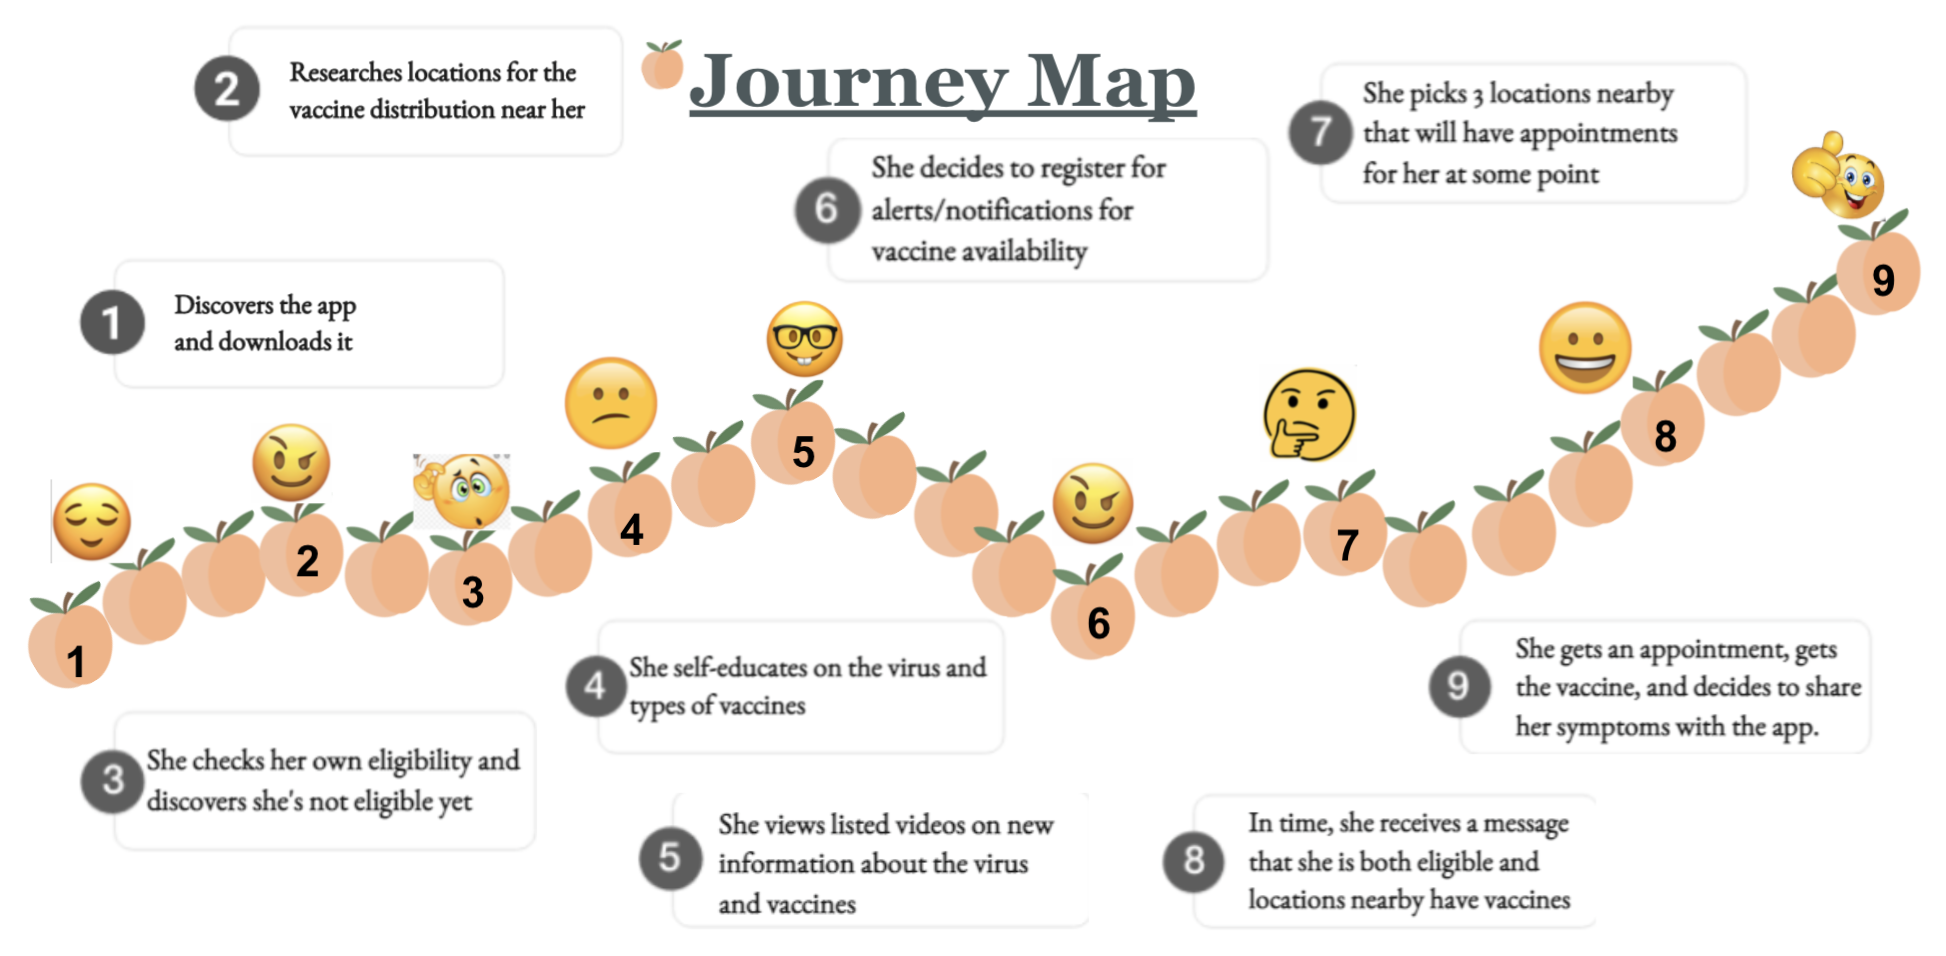 Journey Map
1
Discovers the app
and downloads it
2
Researches locations for the
vaccine distribution near her
3
She checks her own eligibility and
discovers she's not eligible yet
4
She self-educates on the virus and
types of vaccines
5
She views listed videos on new
information about the virus
and vaccines
6
She decides to register for
alerts/notifications for
vaccine availability
7
She picks 3 locations nearby
that will have appointments
for her at some point
8
In time, she receives a message
that she is both eligible and
locations nearby have vaccines
9
She gets an appointment, gets
the vaccine, and decides to share
her symptoms with the app.
1
2
3
4
5
6
7
8
9